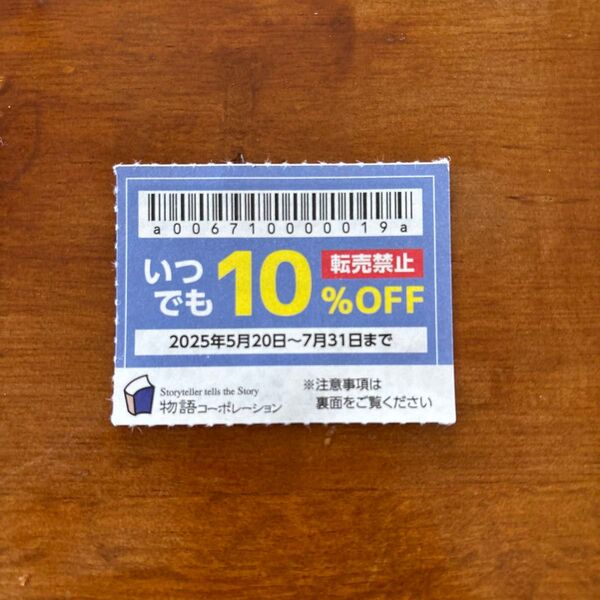 a006710000019a
いつでも
10%OFF
転売禁止
2025年5月20日～7月31日まで
Storyteller tells the Story
物語コーポレーション
※注意事項は
裏面をご覧ください